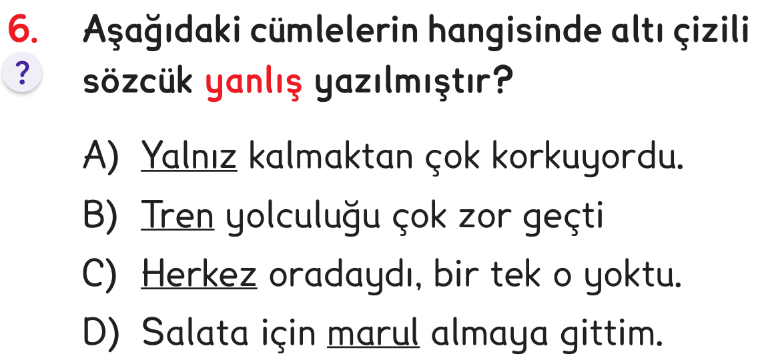 6. Aşağıdaki cümlelerin hangisinde altı çizili
? sözcük yanlış yazılmıştır?
A) Yalnız kalmaktan çok korkuyordu.
B) Tren yolculuğu çok zor geçti
C) Herkez oradaydı, bir tek o yoktu.
D) Salata için marul almaya gittim.